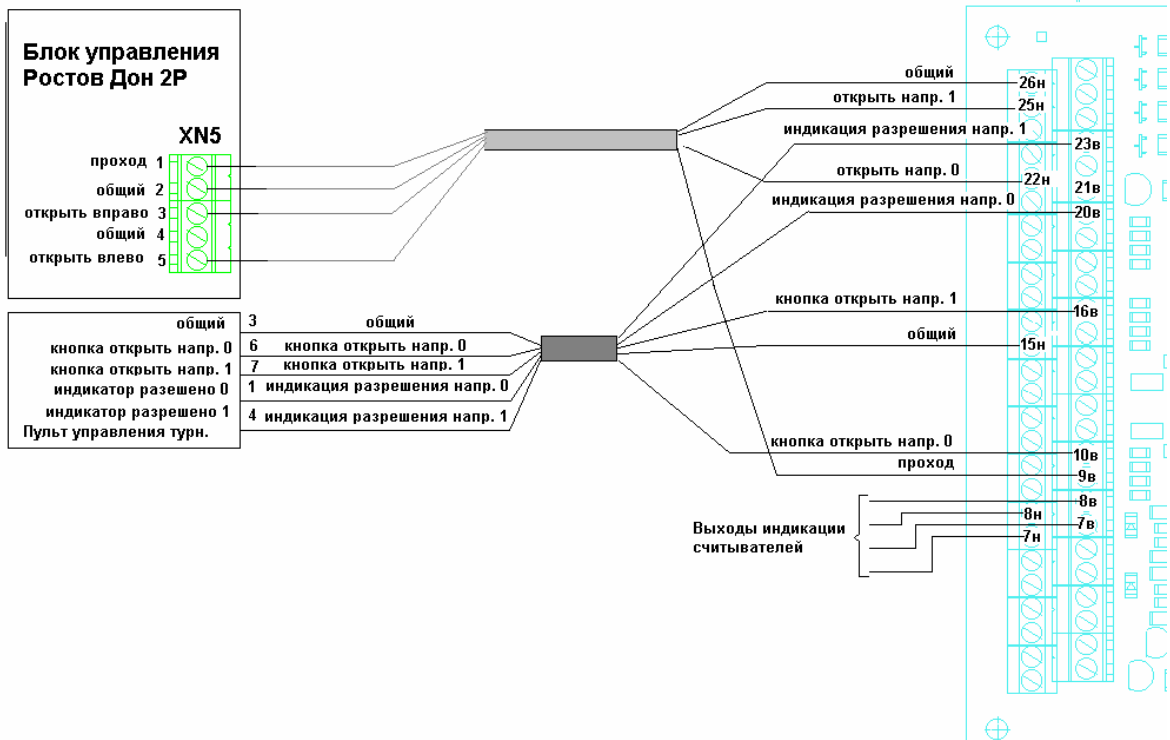 Блок управления
Ростов Дон 2Р
XN5
проход 1
общий 2
открыть вправо 3
общий 4
открыть влево 5
общий 3 общий
кнопка открыть напр. 0 6 кнопка открыть напр. 0
кнопка открыть напр. 1 7 кнопка открыть напр. 1
индикатор разешено 0 1 индикация разрешения напр. 0
индикатор разрешено 1 4 индикация разрешения напр. 1
Пульт управления турн.
общий 26н
открыть напр. 1 25н
индикация разрешения напр. 1 23в
открыть напр. 0 22н
21в
индикация разрешения напр. 0 20в
кнопка открыть напр. 1 16в
общий 15н
кнопка открыть напр. 0 10в
проход 9в
8в
8н
7в
7н
Выходы индикации
считывателей